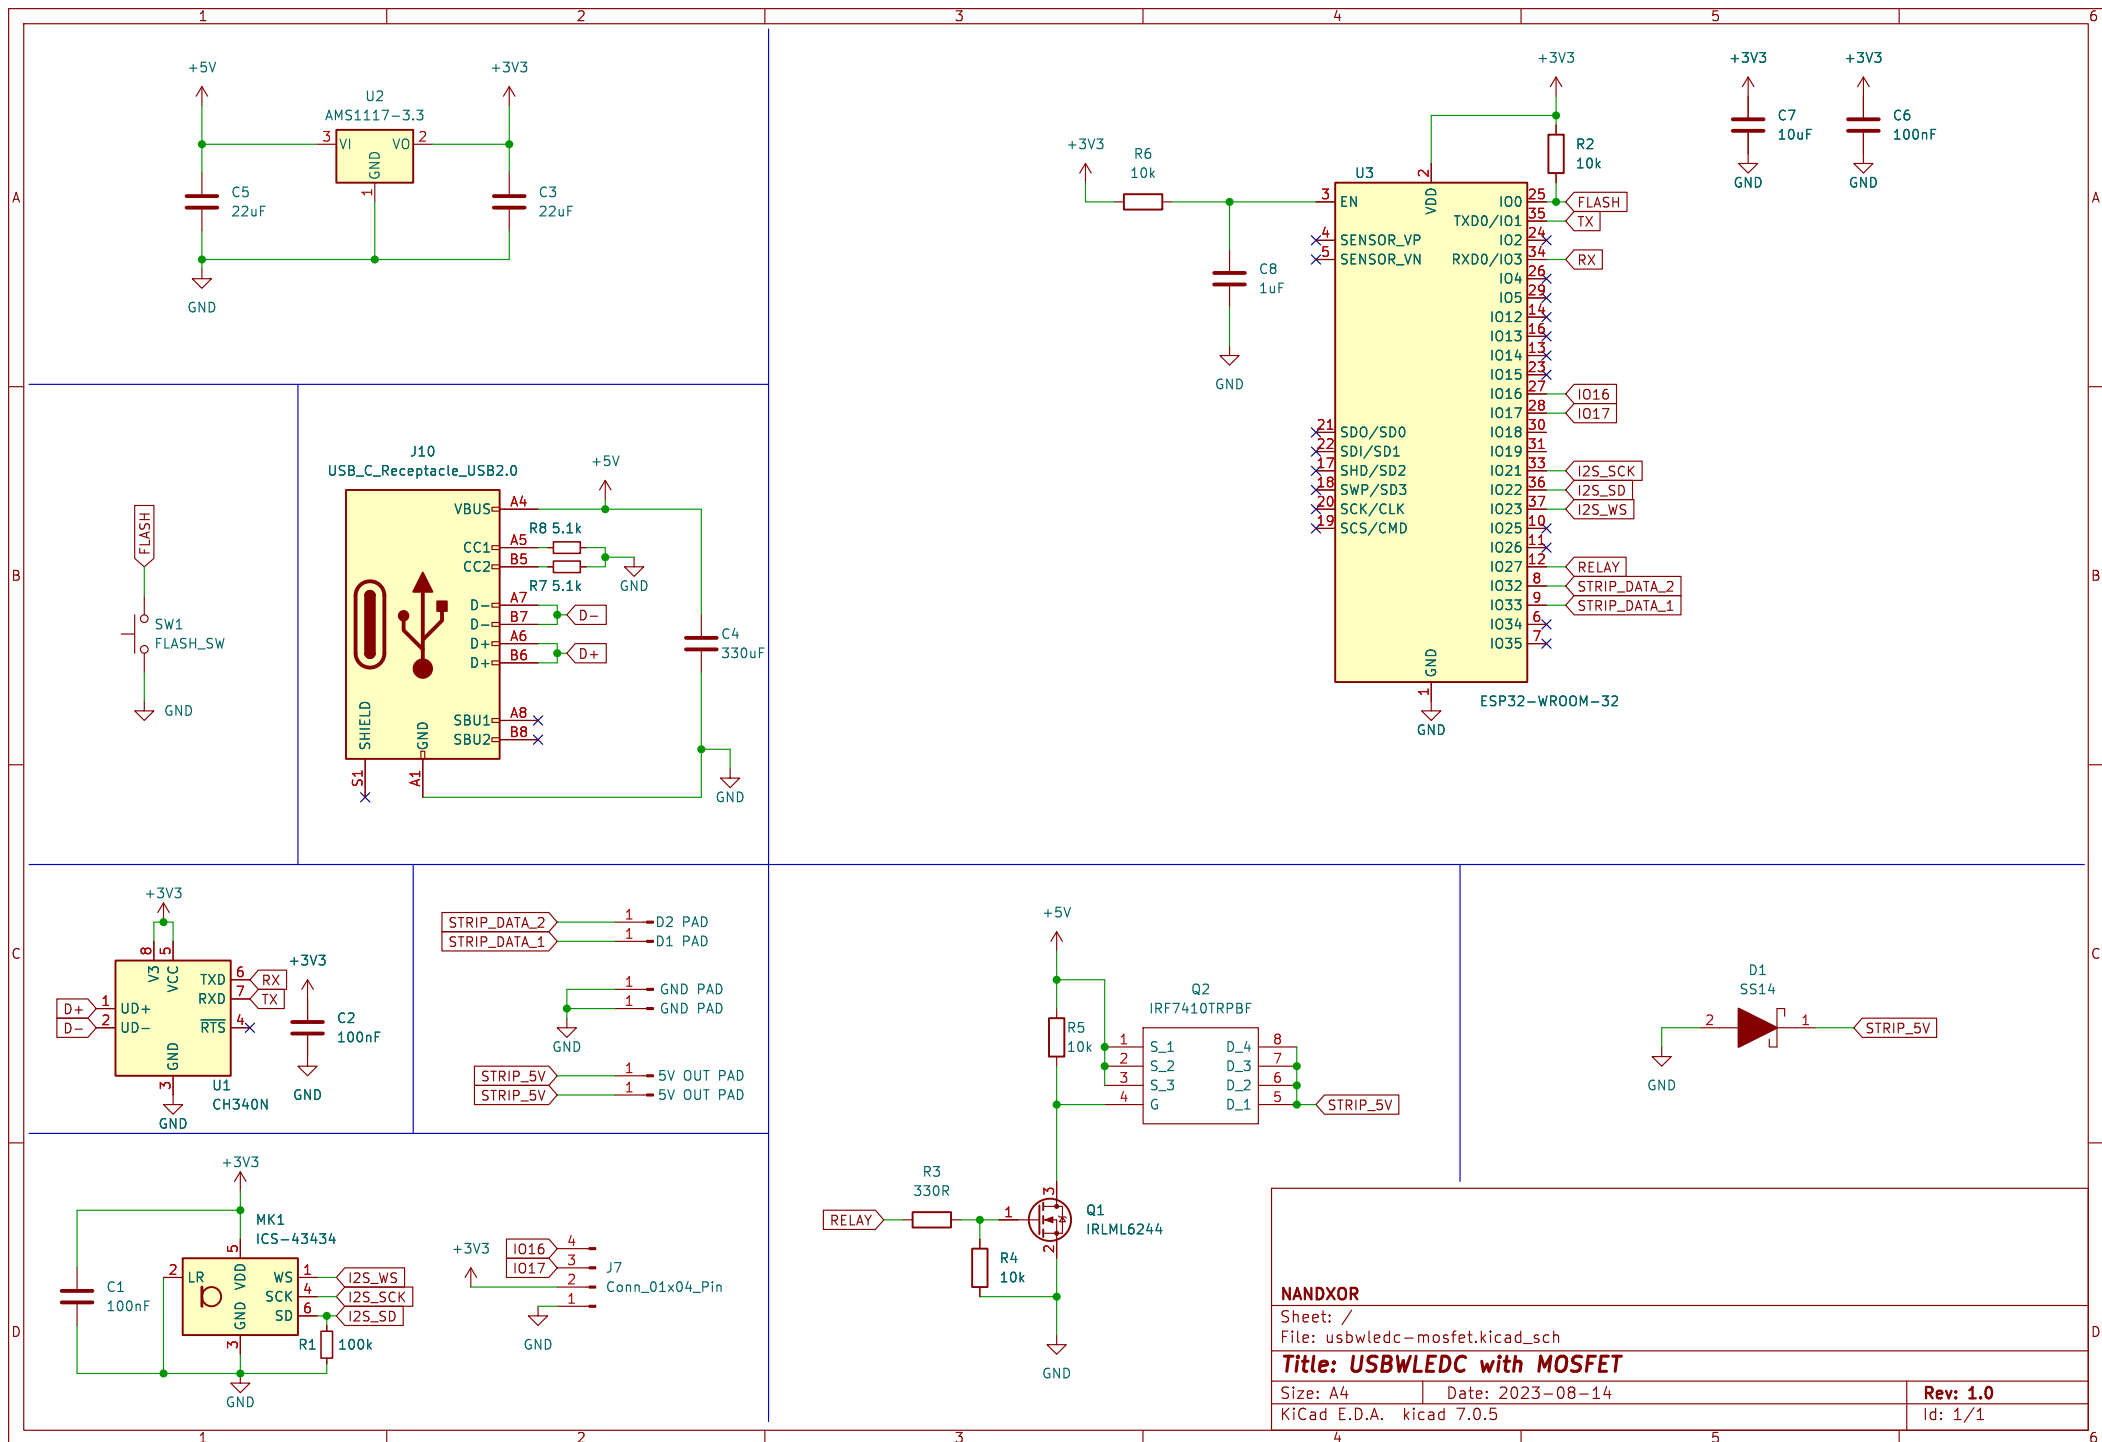 1 2 3 4 5 6
A
B
C
D
A
B
C
D
1 2 3 4 5 6
+5V
+3V3
U2
AMS1117-3.3
3 VI VO 2
GND
1
C5
22uF
C3
22uF
GND
FLASH
SW1
FLASH_SW
GND
J10
USB_C_Receptacle_USB2.0
+5V
VBUS A4
R8 5.1k
CC1 A5
CC2 B5
R7 5.1k
GND
D- A7
D- B7
D-
D+ A6
D+ B6
D+
C4
330uF
SBU1 A8
SBU2 B8
SHIELD
GND
S1
A1
GND
+3V3
R6
10k
C8
1uF
GND
+3V3
R2
10k
U3
2
VDD
3 EN
4 SENSOR_VP
5 SENSOR_VN
21 SDO/SD0
22 SDI/SD1
17 SHD/SD2
18 SWP/SD3
20 SCK/CLK
19 SCS/CMD
IO0 25 FLASH
TXD0/IO1 35 TX
IO2 24
RXD0/IO3 34 RX
IO4 26
IO5 29
IO12 14
IO13 16
IO14 13
IO15 23
IO16 27 IO16
IO17 28 IO17
IO18 30
IO19 31
IO21 33 I2S_SCK
IO22 36 I2S_SD
IO23 37 I2S_WS
IO25 10
IO26 11
IO27 12 RELAY
IO32 8 STRIP_DATA_2
IO33 9 STRIP_DATA_1
IO34 6
IO35 7
GND
1
ESP32-WROOM-32
GND
+3V3
C7
10uF
GND
+3V3
C6
100nF
GND
+3V3
8 5
V3
VCC
TXD 6 RX
RXD 7 TX
D+ 1 UD+
D- 2 UD-
RTS 4
GND
3
U1
CH340N
GND
+3V3
C2
100nF
GND
STRIP_DATA_2 1 D2 PAD
STRIP_DATA_1 1 D1 PAD
1 GND PAD
1 GND PAD
GND
STRIP_5V 1 5V OUT PAD
STRIP_5V 1 5V OUT PAD
+3V3
MK1
ICS-43434
5
C1
100nF
2 LR
VDD
GND
WS 1 I2S_WS
SCK 4 I2S_SCK
SD 6 I2S_SD
3
R1 100k
GND
+3V3
IO16 4
IO17 3
2
1
J7
Conn_01x04_Pin
GND
+5V
R5
10k
Q2
IRF7410TRPBF
1 S_1 D_4 8
2 S_2 D_3 7
3 S_3 D_2 6
4 G D_1 5
STRIP_5V
R3
330R
RELAY
1
3
2
Q1
IRLML6244
R4
10k
GND
D1
SS14
2 1
STRIP_5V
GND
NANDXOR
Sheet: /
File: usbwledc-mosfet.kicad_sch
Title: USBWLEDC with MOSFET
Size: A4 Date: 2023-08-14 Rev: 1.0
KiCad E.D.A. kicad 7.0.5 Id: 1/1